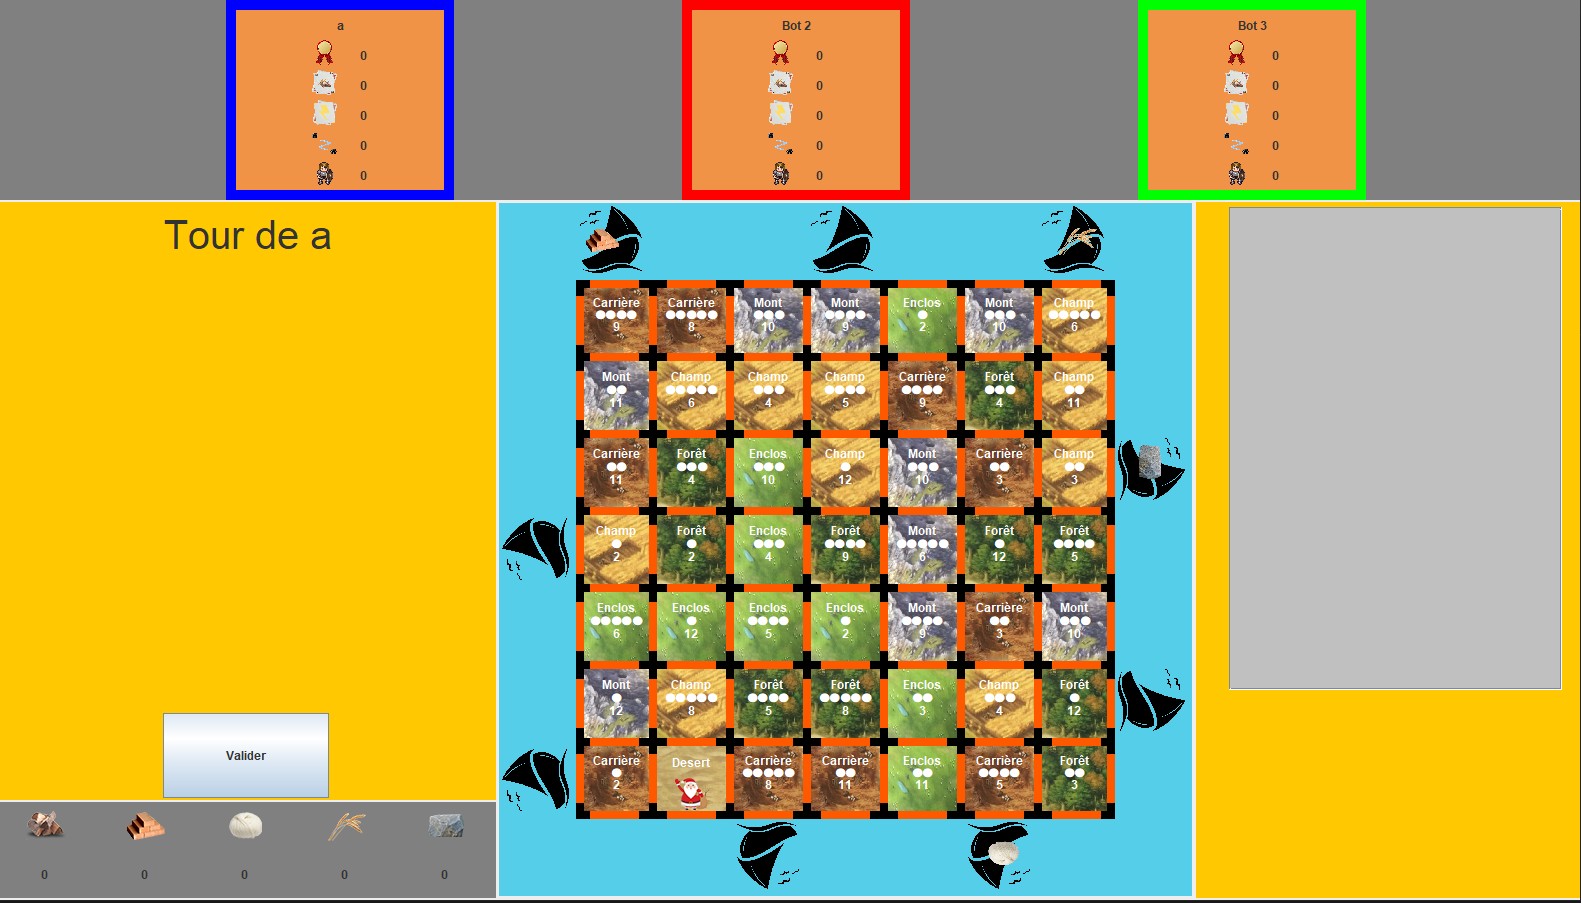 a
0
0
0
0
0
Bot 2
0
0
0
0
0
Bot 3
0
0
0
0
0
Tour de a
Carrière Carrière Mont Mont Enclos Mont Champ
9 8 10 9 2 10 6
Mont Champ Champ Champ Carrière Forêt Champ
11 6 4 5 9 4 11
Carrière Forêt Enclos Champ Mont Carrière Champ
11 4 10 12 10 3 3
Champ Forêt Enclos Forêt Mont Forêt Forêt
2 2 4 9 6 12 5
Enclos Enclos Enclos Enclos Mont Carrière Mont
6 12 5 2 9 3 10
Mont Champ Forêt Forêt Enclos Champ Forêt
12 8 5 8 3 4 12
Carrière Desert Carrière Carrière Enclos Carrière Forêt
2 8 11 11 5 3
Valider
0 0 0 0 0